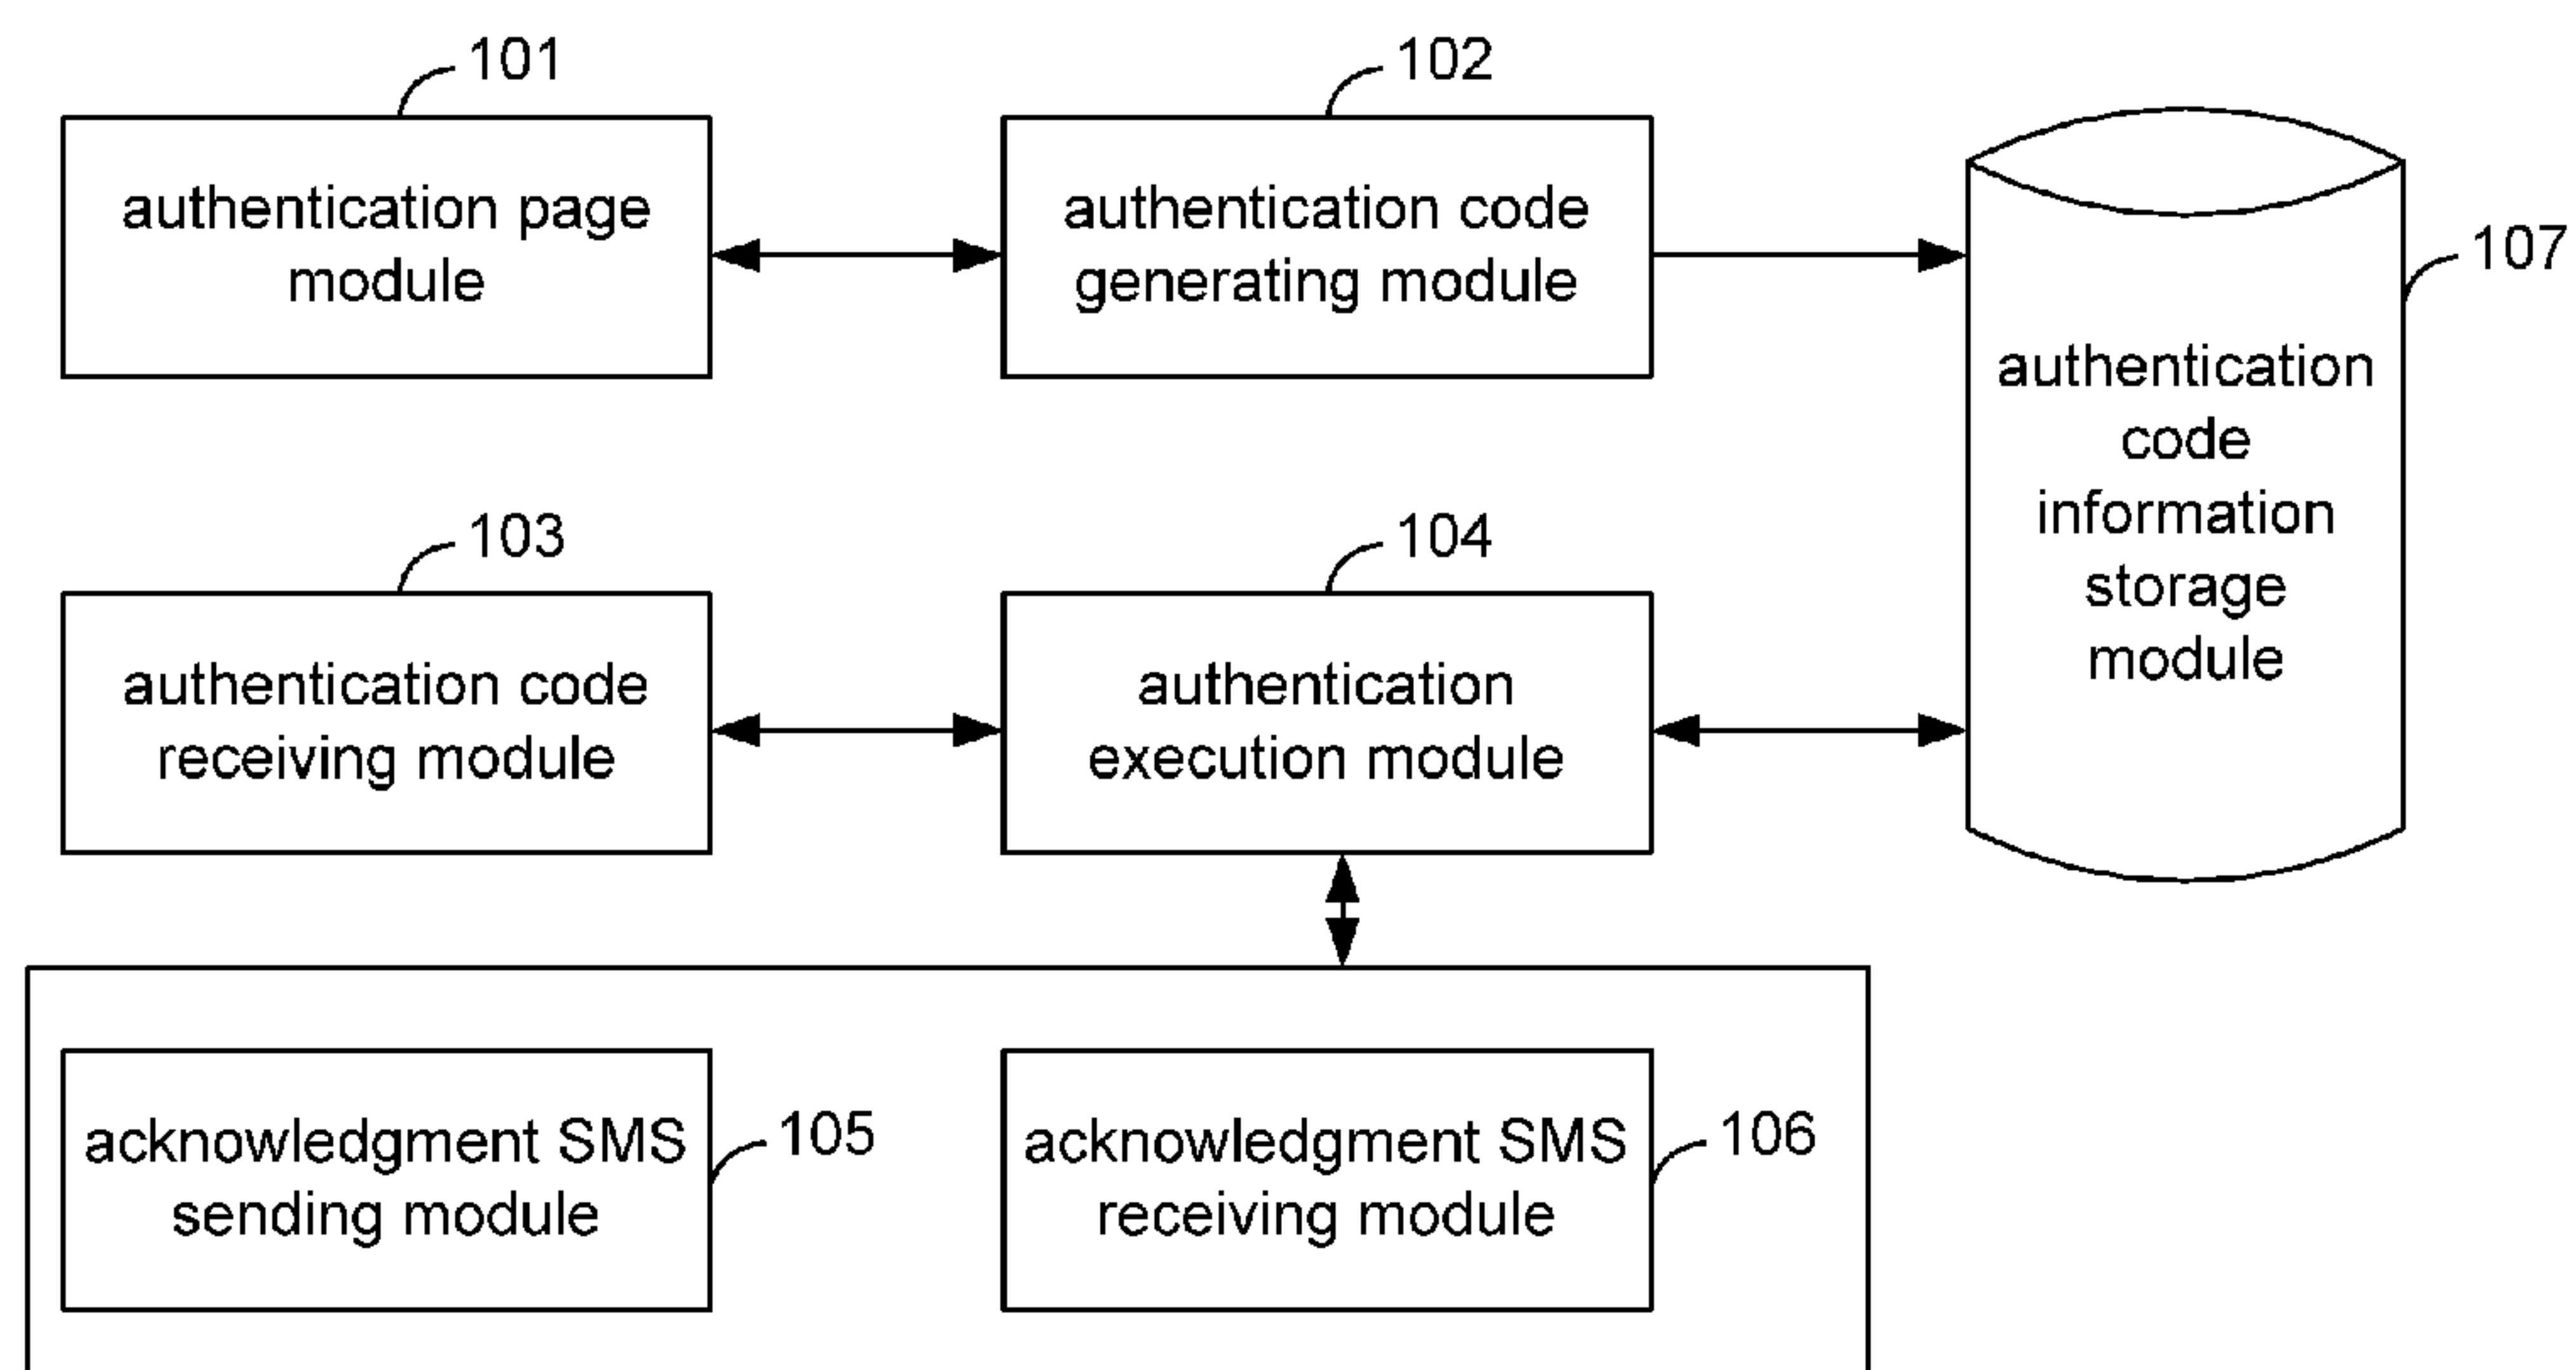 101
authentication page
module
102
authentication code
generating module
107
authentication
code
information
storage
module
103
authentication code
receiving module
104
authentication
execution module
acknowledgment SMS
sending module
105
acknowledgment SMS
receiving module
106